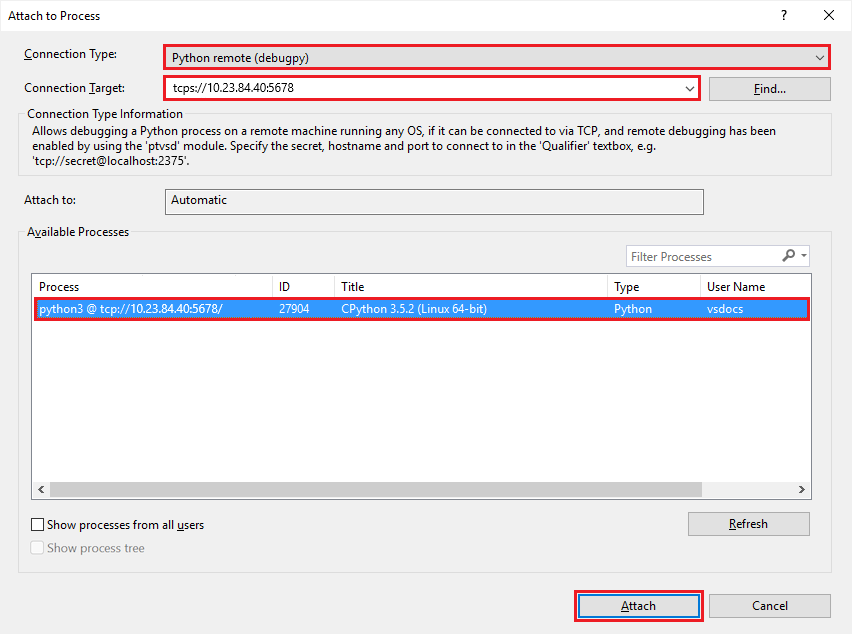 Attach to Process
?
Connection Type:
Python remote (debugpy)
Connection Target:
tcps://10.23.84.40:5678
Find...
Connection Type Information
Allows debugging a Python process on a remote machine running any OS, if it can be connected to via TCP, and remote debugging has been
enabled by using the 'ptvsd' module. Specify the secret, hostname and port to connect to in the 'Qualifier' textbox, e.g.
'tcp://secret@localhost:2375'.
Attach to:
Automatic
Available Processes
Filter Processes
Process ID Title Type User Name
python3 @ tcp://10.23.84.40:5678/ 27904 CPython 3.5.2 (Linux 64-bit) Python vsdocs
Show processes from all users
Refresh
Show process tree
Attach
Cancel